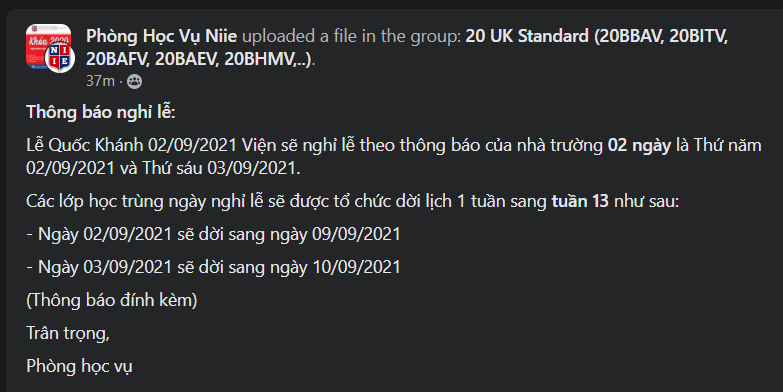 Khóa 2020
N I
I E
Phòng Học Vụ Niie uploaded a file in the group: 20 UK Standard (20BBAV, 20BITV,
20BAFV, 20BAEV, 20BHMV,..).
37m ·
Thông báo nghỉ lễ:
Lễ Quốc Khánh 02/09/2021 Viện sẽ nghỉ lễ theo thông báo của nhà trường 02 ngày là Thứ năm
02/09/2021 và Thứ sáu 03/09/2021.
Các lớp học trùng ngày nghỉ lễ sẽ được tổ chức dời lịch 1 tuần sang tuần 13 như sau:
- Ngày 02/09/2021 sẽ dời sang ngày 09/09/2021
- Ngày 03/09/2021 sẽ dời sang ngày 10/09/2021
(Thông báo đính kèm)
Trân trọng,
Phòng học vụ